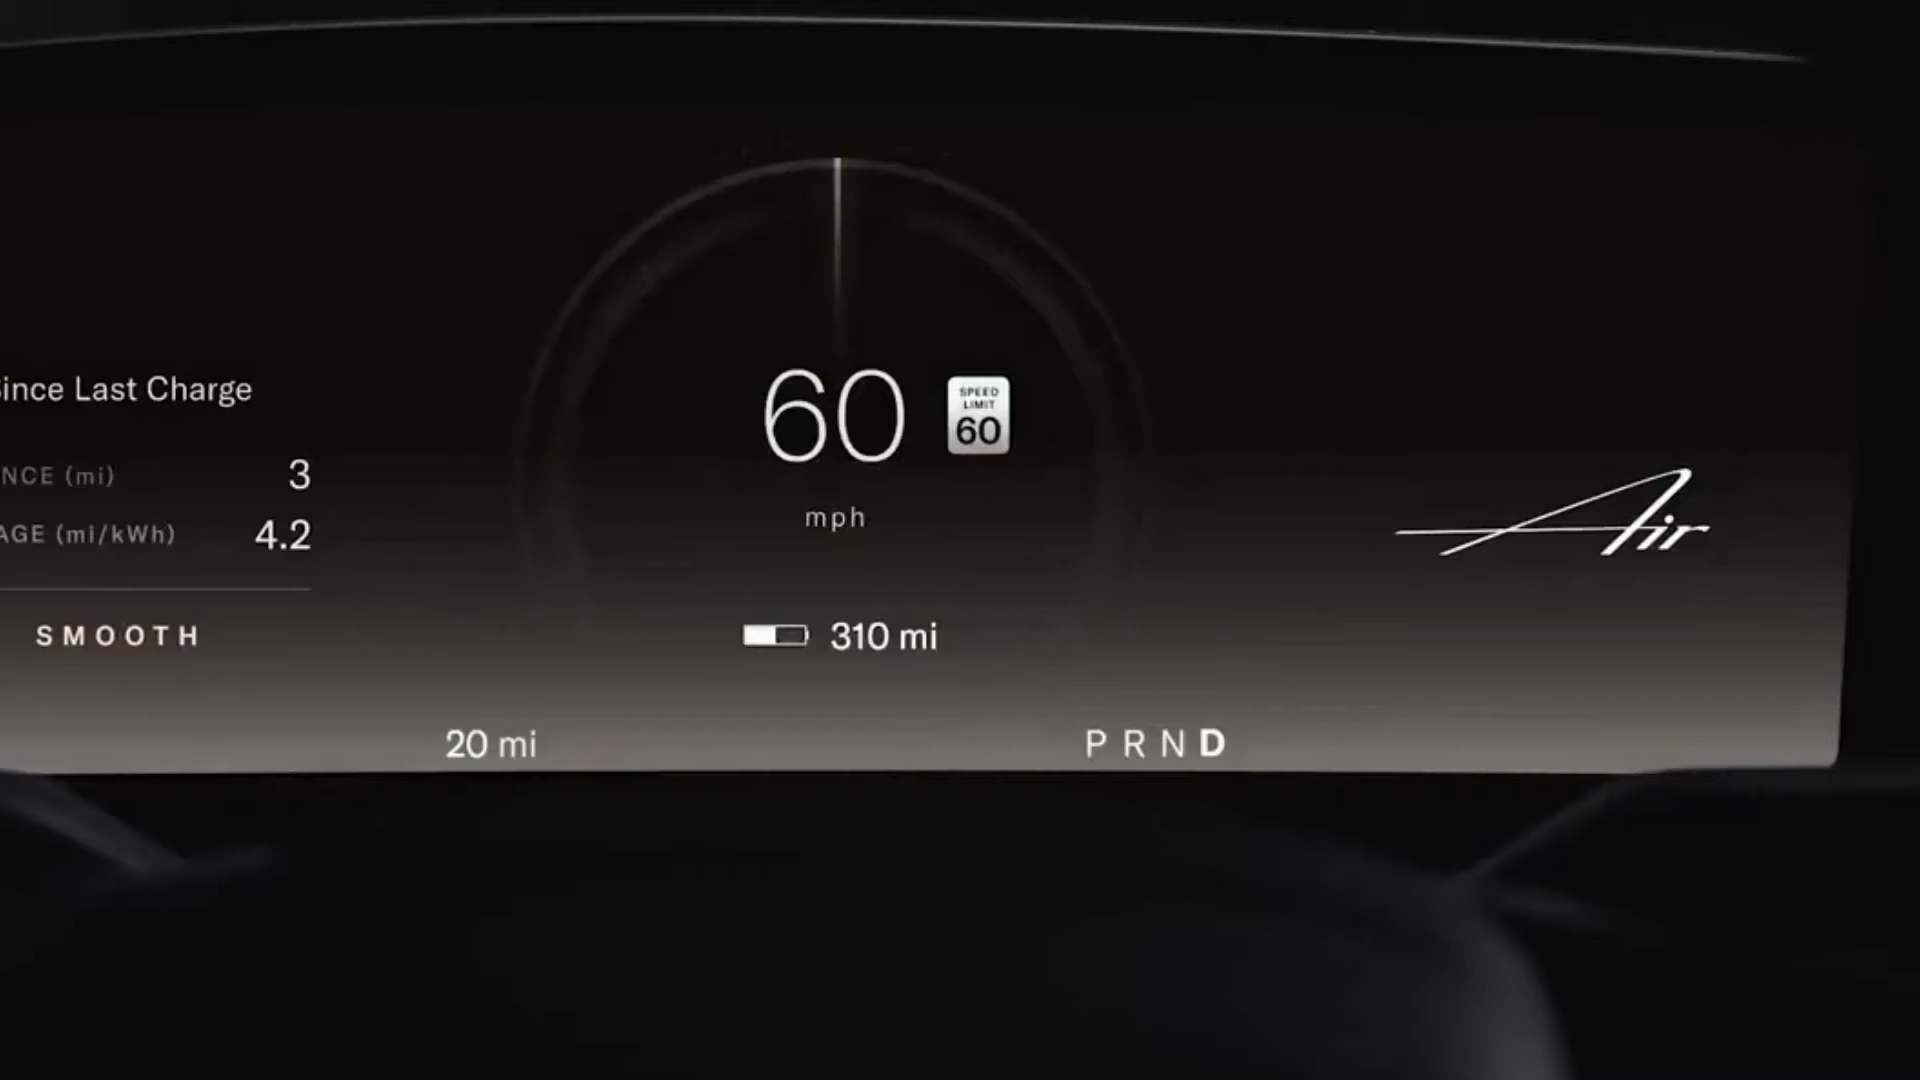 ince Last Charge
NCE (mi) 3
AGE (mi/kWh) 4.2
SMOOTH
60
SPEED
LIMIT
60
mph
310 mi
Air
20 mi
P R N D